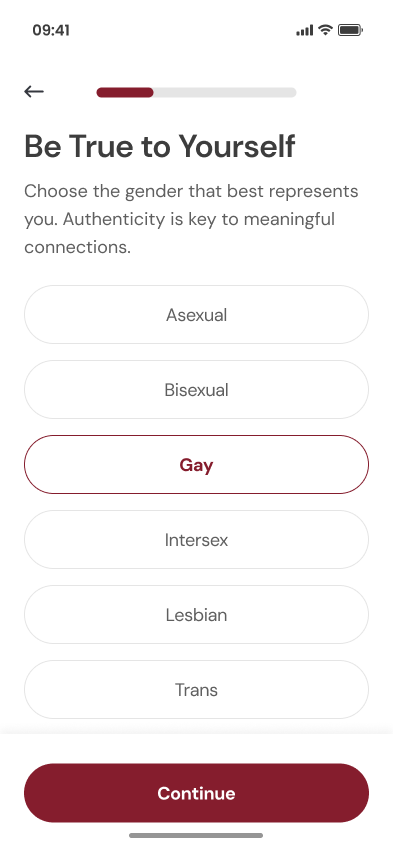 09:41
Be True to Yourself
Choose the gender that best represents
you. Authenticity is key to meaningful
connections.
Asexual
Bisexual
Gay
Intersex
Lesbian
Trans
Continue